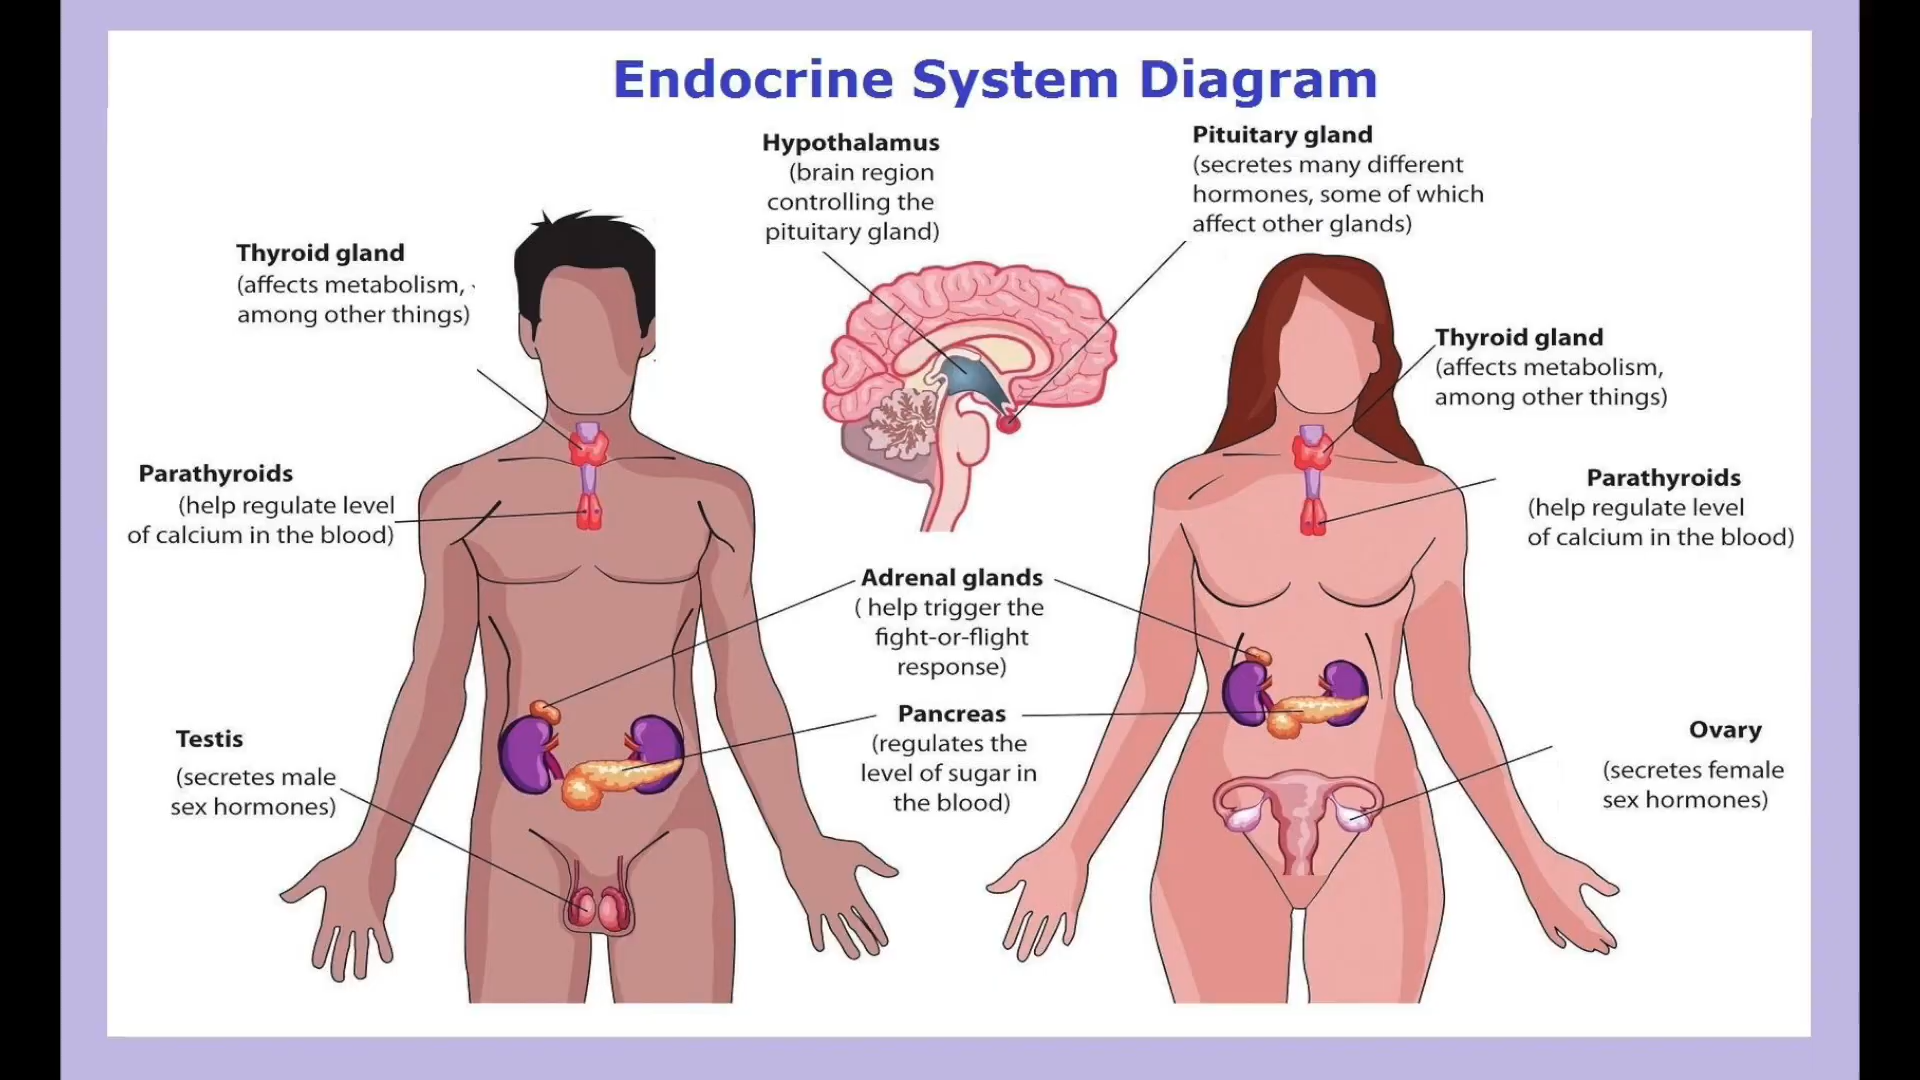 Endocrine System Diagram
Hypothalamus
(brain region
controlling the
pituitary gland)
Pituitary gland
(secretes many different
hormones, some of which
affect other glands)
Thyroid gland
(affects metabolism,
among other things)
Thyroid gland
(affects metabolism,
among other things)
Parathyroids
(help regulate level
of calcium in the blood)
Parathyroids
(help regulate level
of calcium in the blood)
Adrenal glands
( help trigger the
fight-or-flight
response)
Pancreas
(regulates the
level of sugar in
the blood)
Testis
(secretes male
sex hormones)
Ovary
(secretes female
sex hormones)